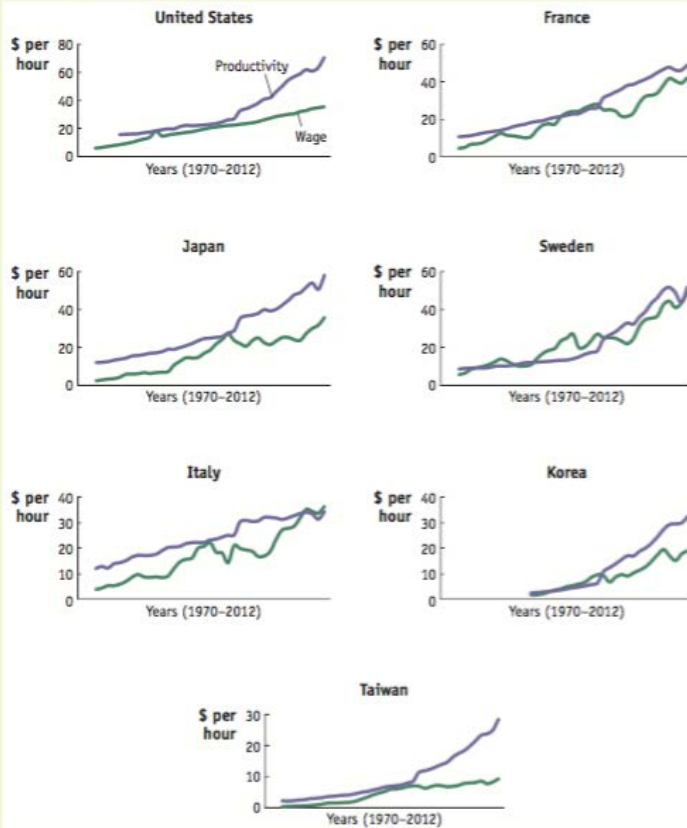 United States
$ per hour
80
60
40
20
0
Productivity
Wage
Years (1970–2012)
France
$ per hour
60
40
20
0
Years (1970–2012)
Japan
$ per hour
60
40
20
0
Years (1970–2012)
Sweden
$ per hour
60
40
20
0
Years (1970–2012)
Italy
$ per hour
40
30
20
10
0
Years (1970–2012)
Korea
$ per hour
40
30
20
10
0
Years (1970–2012)
Taiwan
$ per hour
30
20
10
0
Years (1970–2012)